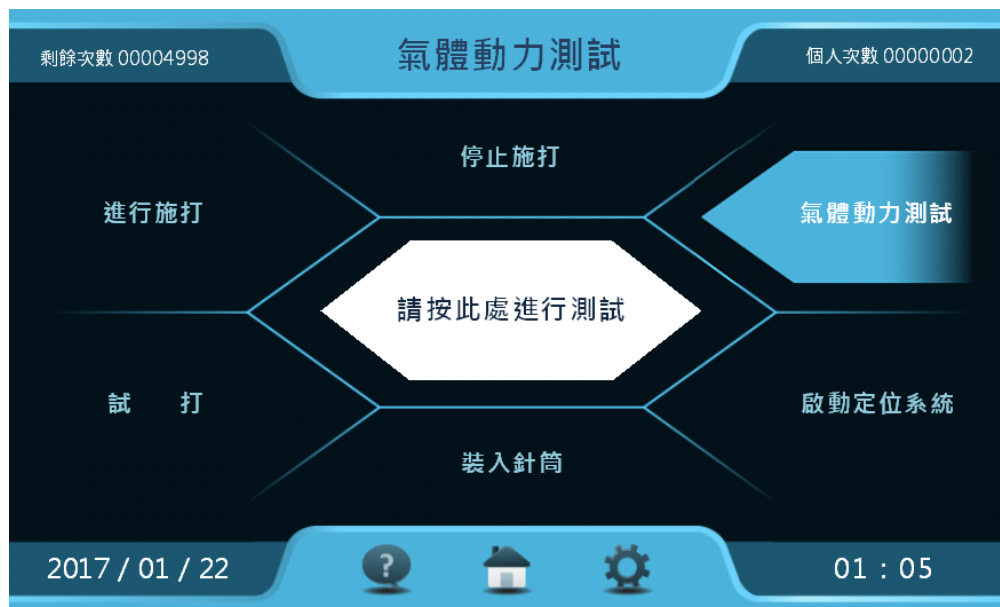 剩餘次數 00004998
氣體動力測試
個人次數 00000002
停止施打
進行施打
氣體動力測試
請按此處進行測試
試 打
啟動定位系統
裝入針筒
?
2017 / 01 / 22
01 : 05